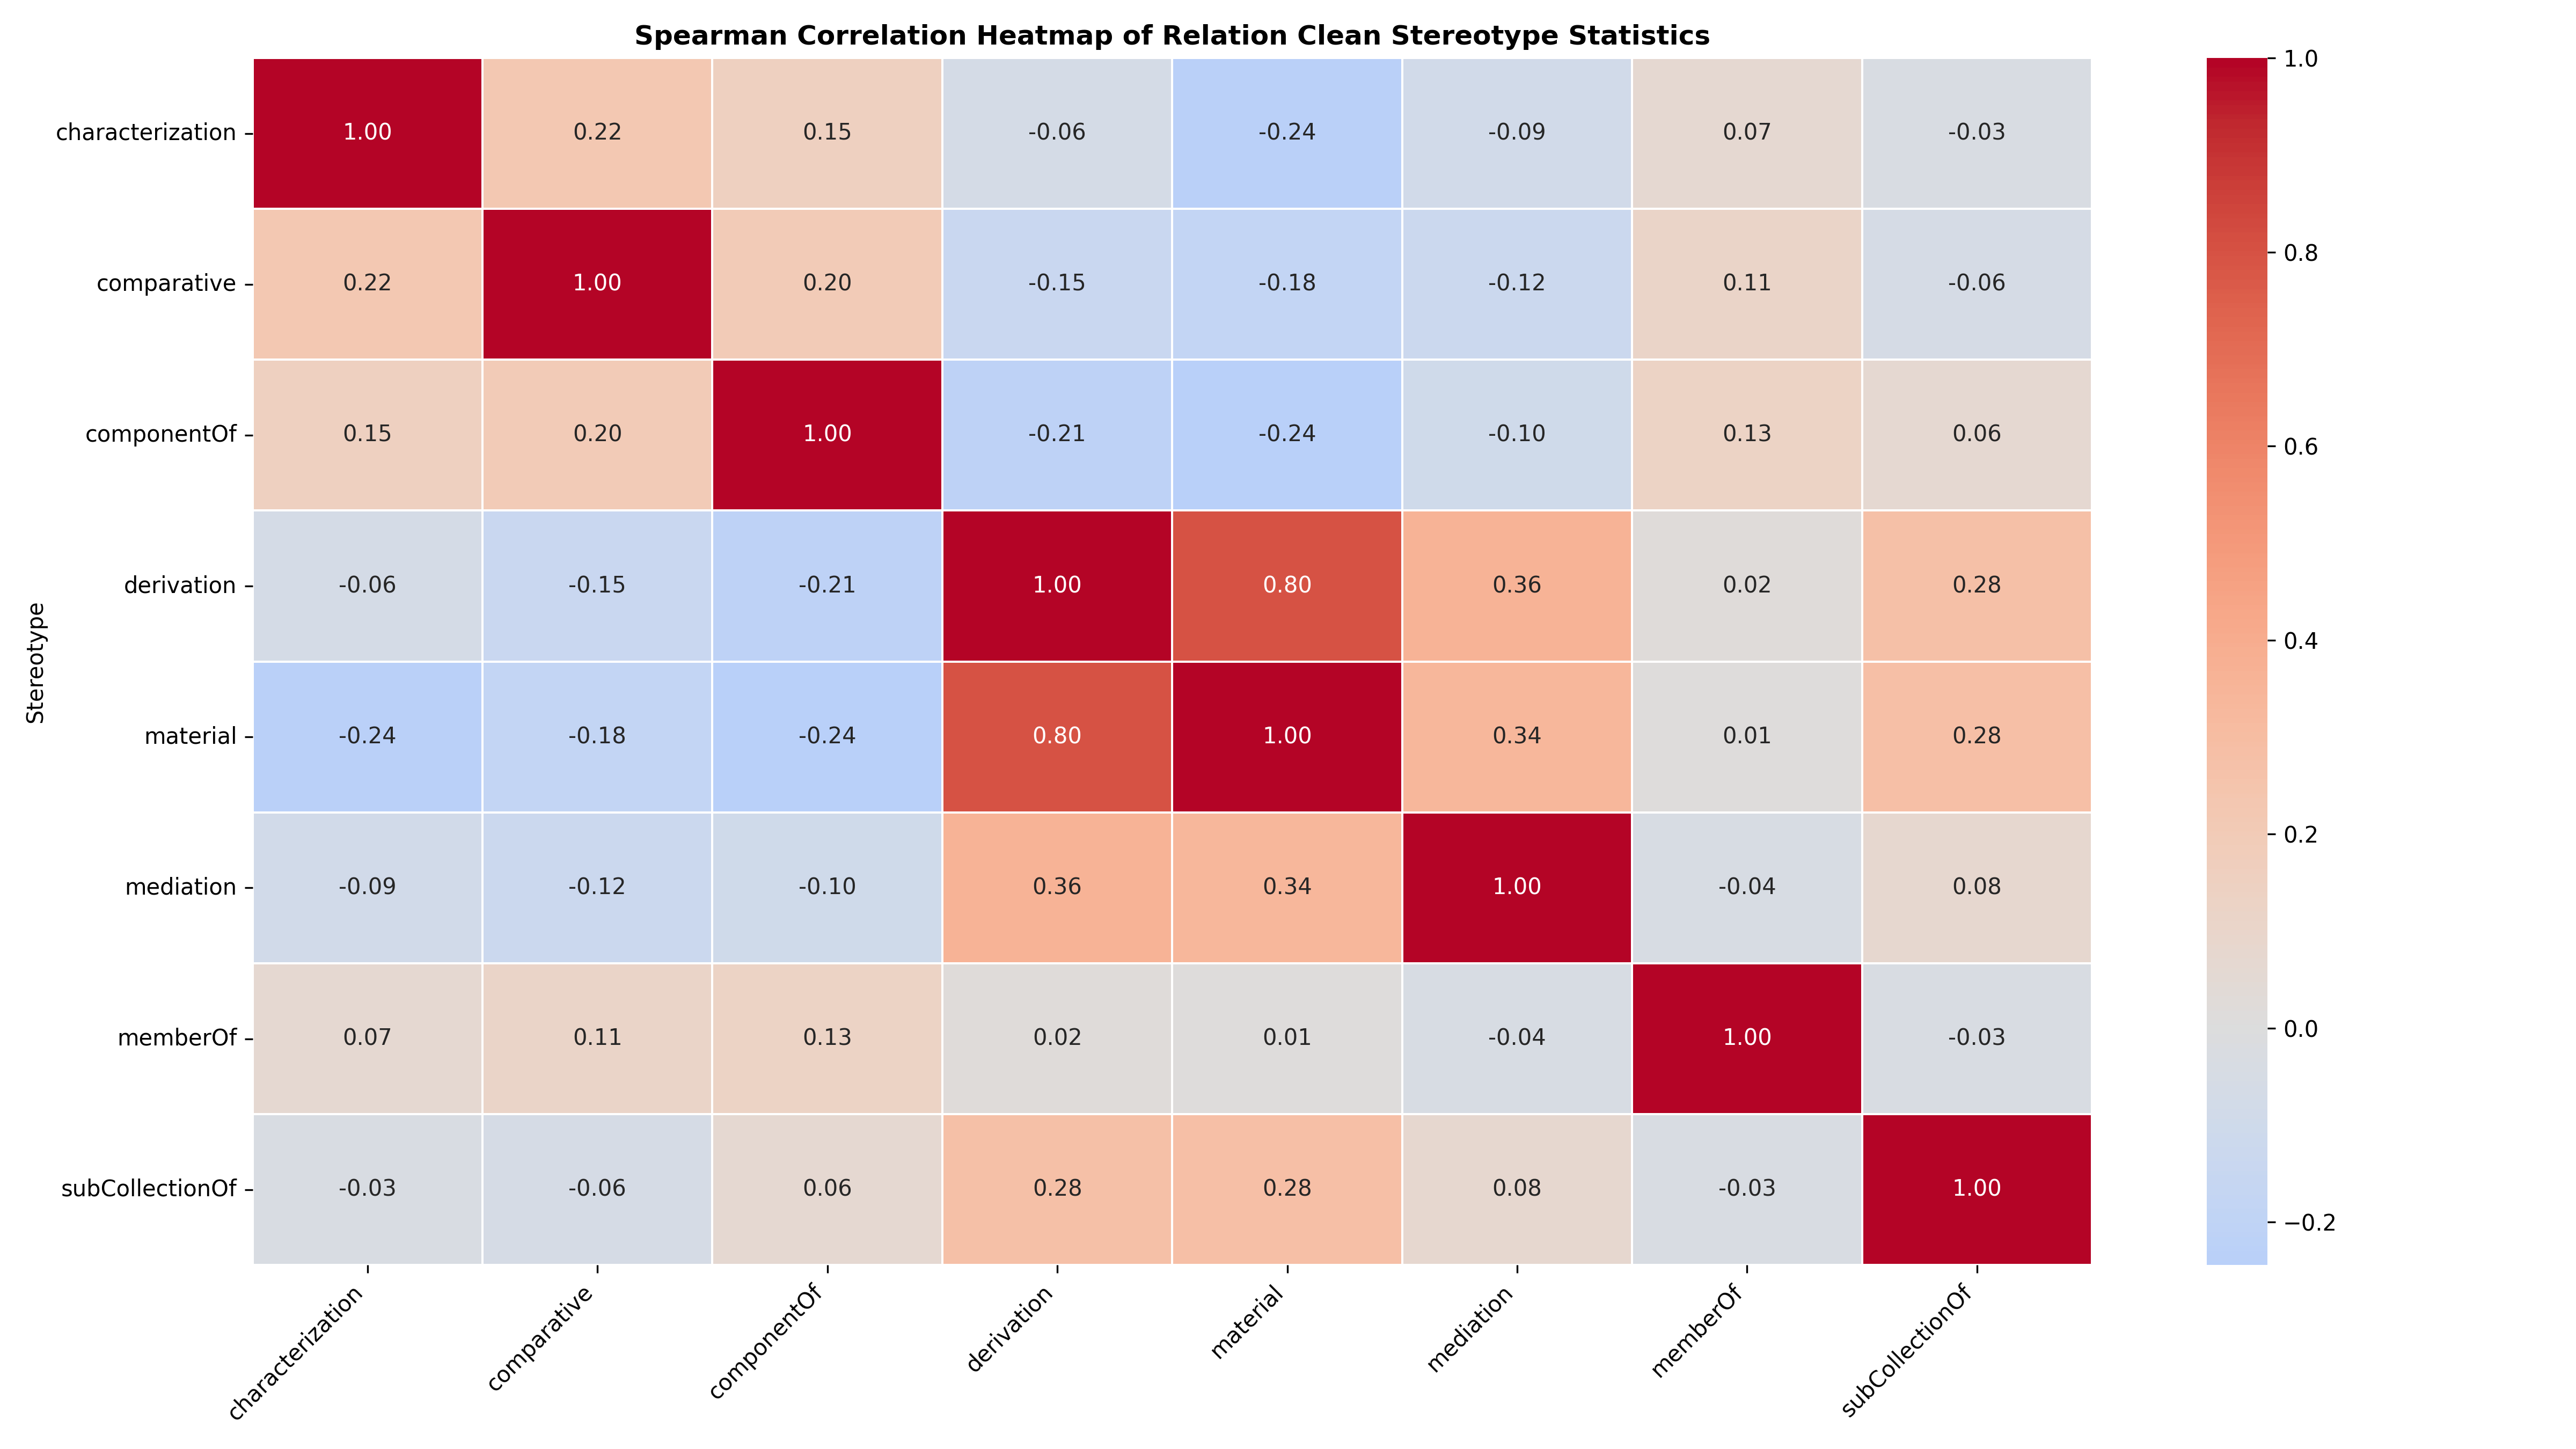 Spearman Correlation Heatmap of Relation Clean Stereotype Statistics
Stereotype
characterization 1.00 0.22 0.15 -0.06 -0.24 -0.09 0.07 -0.03
comparative 0.22 1.00 0.20 -0.15 -0.18 -0.12 0.11 -0.06
componentOf 0.15 0.20 1.00 -0.21 -0.24 -0.10 0.13 0.06
derivation -0.06 -0.15 -0.21 1.00 0.80 0.36 0.02 0.28
material -0.24 -0.18 -0.24 0.80 1.00 0.34 0.01 0.28
mediation -0.09 -0.12 -0.10 0.36 0.34 1.00 -0.04 0.08
memberOf 0.07 0.11 0.13 0.02 0.01 -0.04 1.00 -0.03
subCollectionOf -0.03 -0.06 0.06 0.28 0.28 0.08 -0.03 1.00
characterization comparative componentOf derivation material mediation memberOf subCollectionOf
1.0
0.8
0.6
0.4
0.2
0.0
−0.2